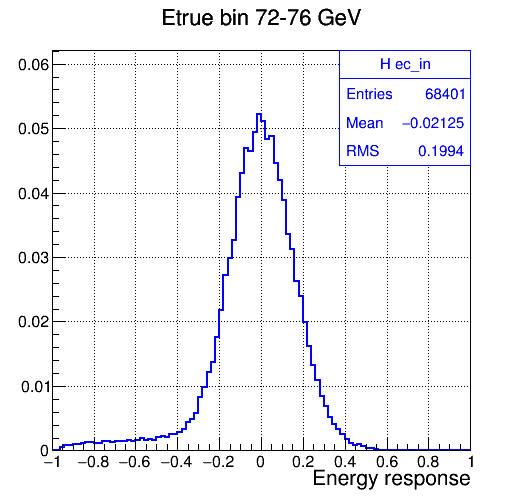 Etrue bin 72-76 GeV
H ec_in
Entries 68401
Mean −0.02125
RMS 0.1994
0.06
0.05
0.04
0.03
0.02
0.01
0
−1 −0.8 −0.6 −0.4 −0.2 0 0.2 0.4 0.6 0.8 1
Energy response